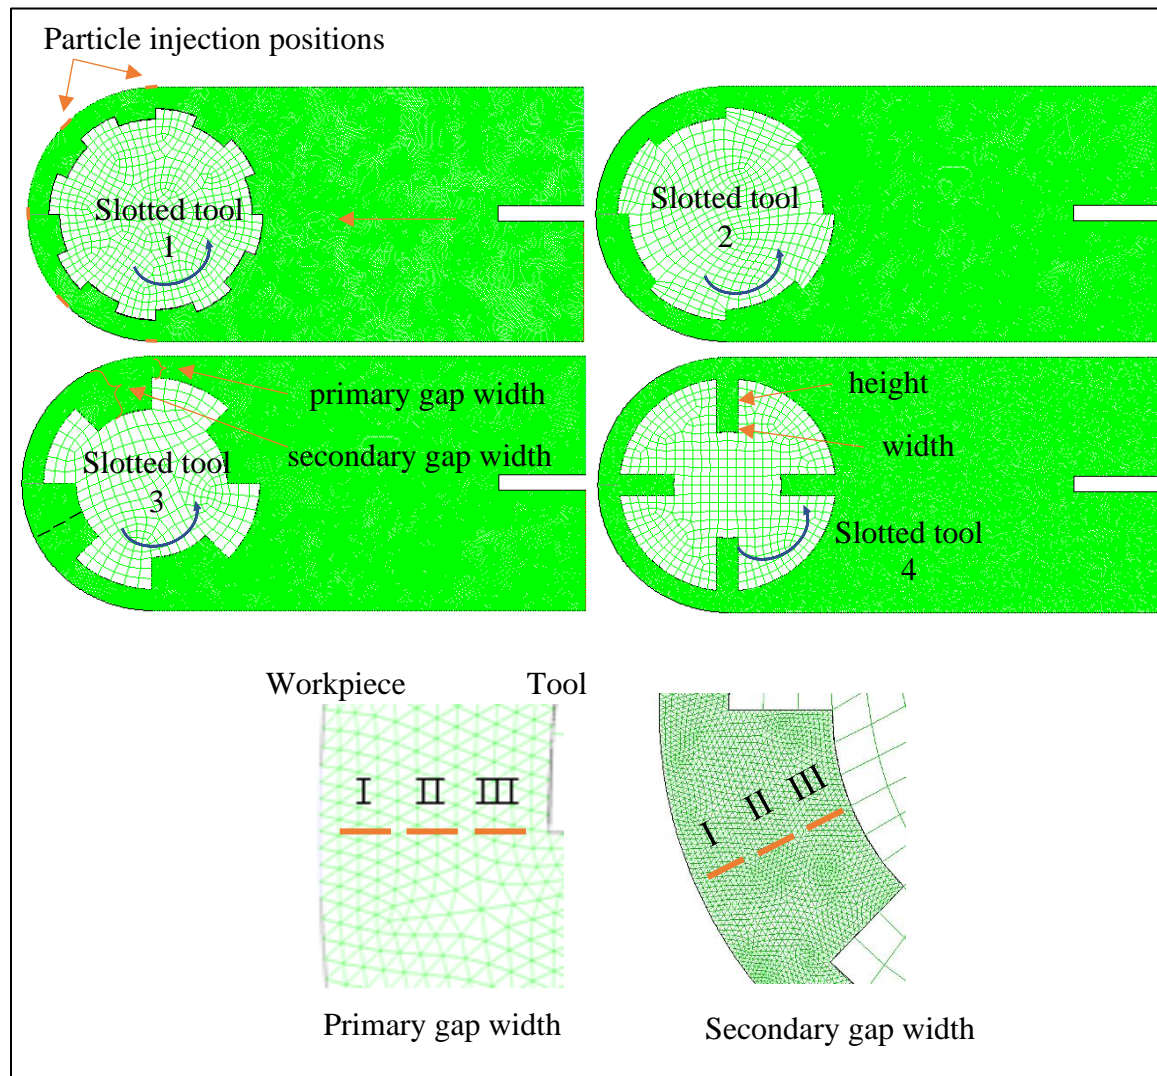 Particle injection positions
Slotted tool
1
Slotted tool
2
primary gap width
secondary gap width
Slotted tool
3
height
width
Slotted tool
4
Workpiece
Tool
I II III
I II III
Primary gap width
Secondary gap width